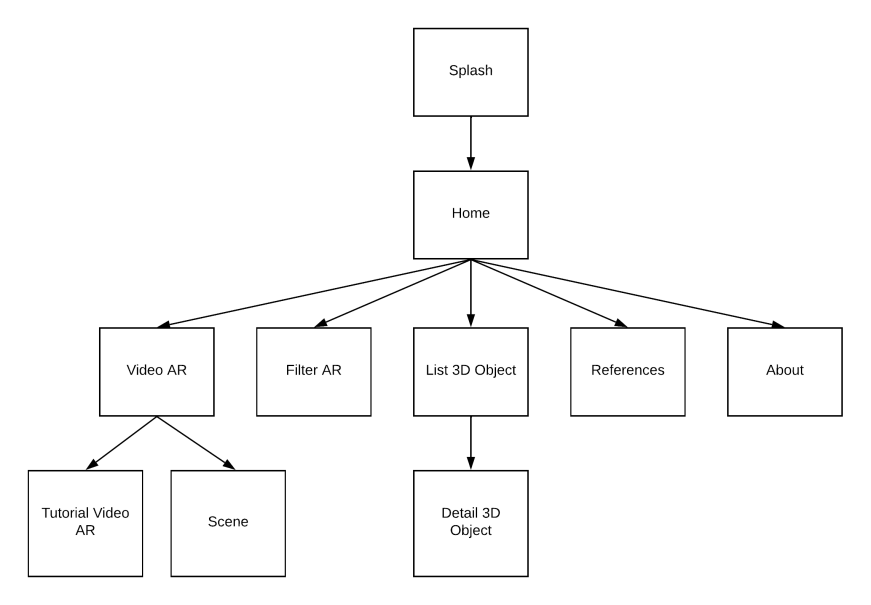 Splash
Home
Video AR
Filter AR
List 3D Object
References
About
Tutorial Video
AR
Scene
Detail 3D
Object